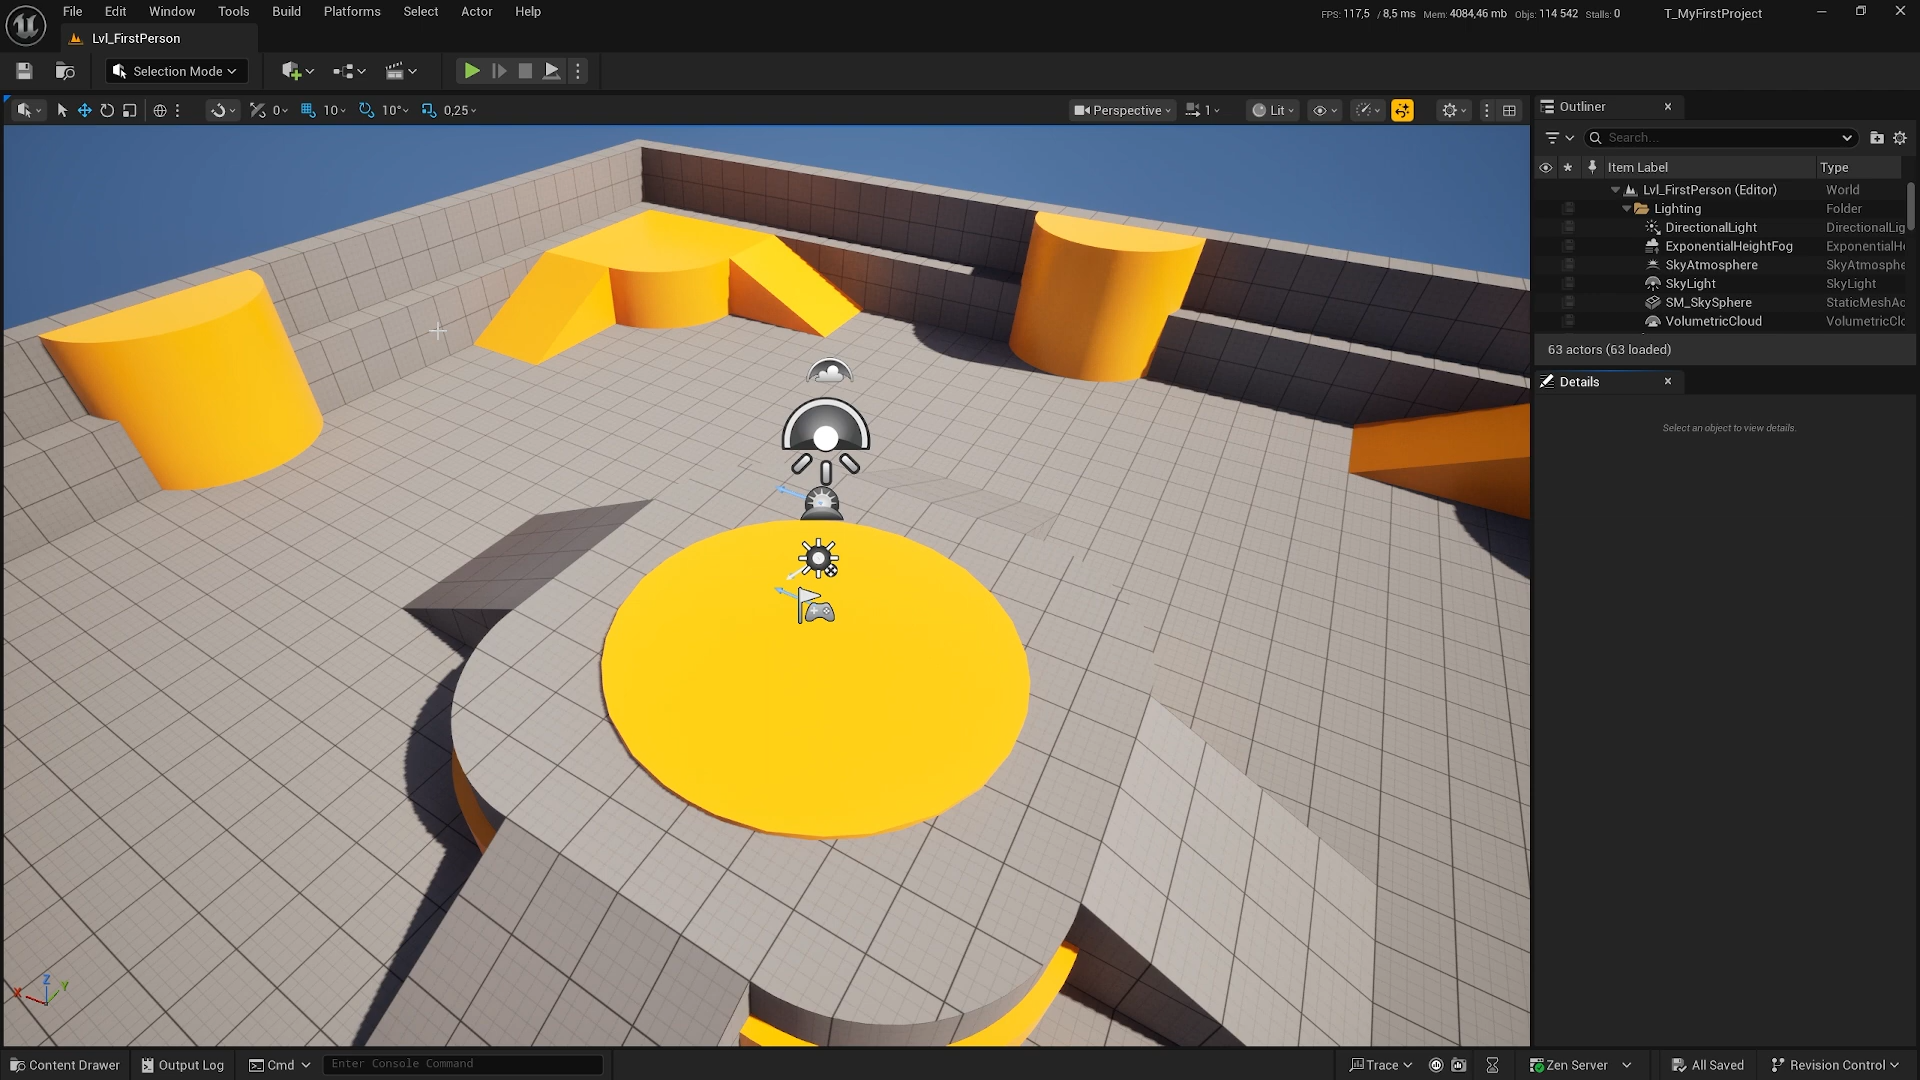 File Edit Window Tools Build Platforms Select Actor Help
FPS: 117,5 / 8,5 ms Mem: 4084,46 mb Objs: 114 542 Stalls: 0 T_MyFirstProject
Lvl_FirstPerson
Selection Mode
0 10 10° 0,25 Perspective 1 Lit
Outliner
Search...
Item Label Type
Lvl_FirstPerson (Editor) World
Lighting Folder
DirectionalLight DirectionalLig
ExponentialHeightFog ExponentialHe
SkyAtmosphere SkyAtmosphe
SkyLight SkyLight
SM_SkySphere StaticMeshAc
VolumetricCloud VolumetricClo
63 actors (63 loaded)
Details
Select an object to view details.
Z
X Y
Content Drawer Output Log Cmd Enter Console Command Trace Zen Server All Saved Revision Control